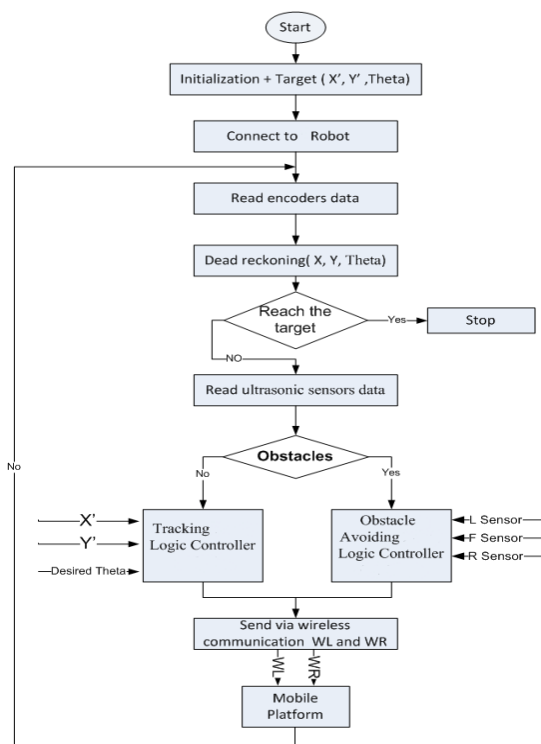 Start
Initialization + Target ( X’, Y’ ,Theta)
Connect to Robot
Read encoders data
Dead reckoning( X, Y, Theta)
Reach the
target
Yes
Stop
NO
Read ultrasonic sensors data
Obstacles
No
No
Yes
X’
Y’
Desired Theta
Tracking
Logic Controller
Obstacle
Avoiding
Logic Controller
L Sensor
F Sensor
R Sensor
Send via wireless
communication WL and WR
WL
WR
Mobile
Platform